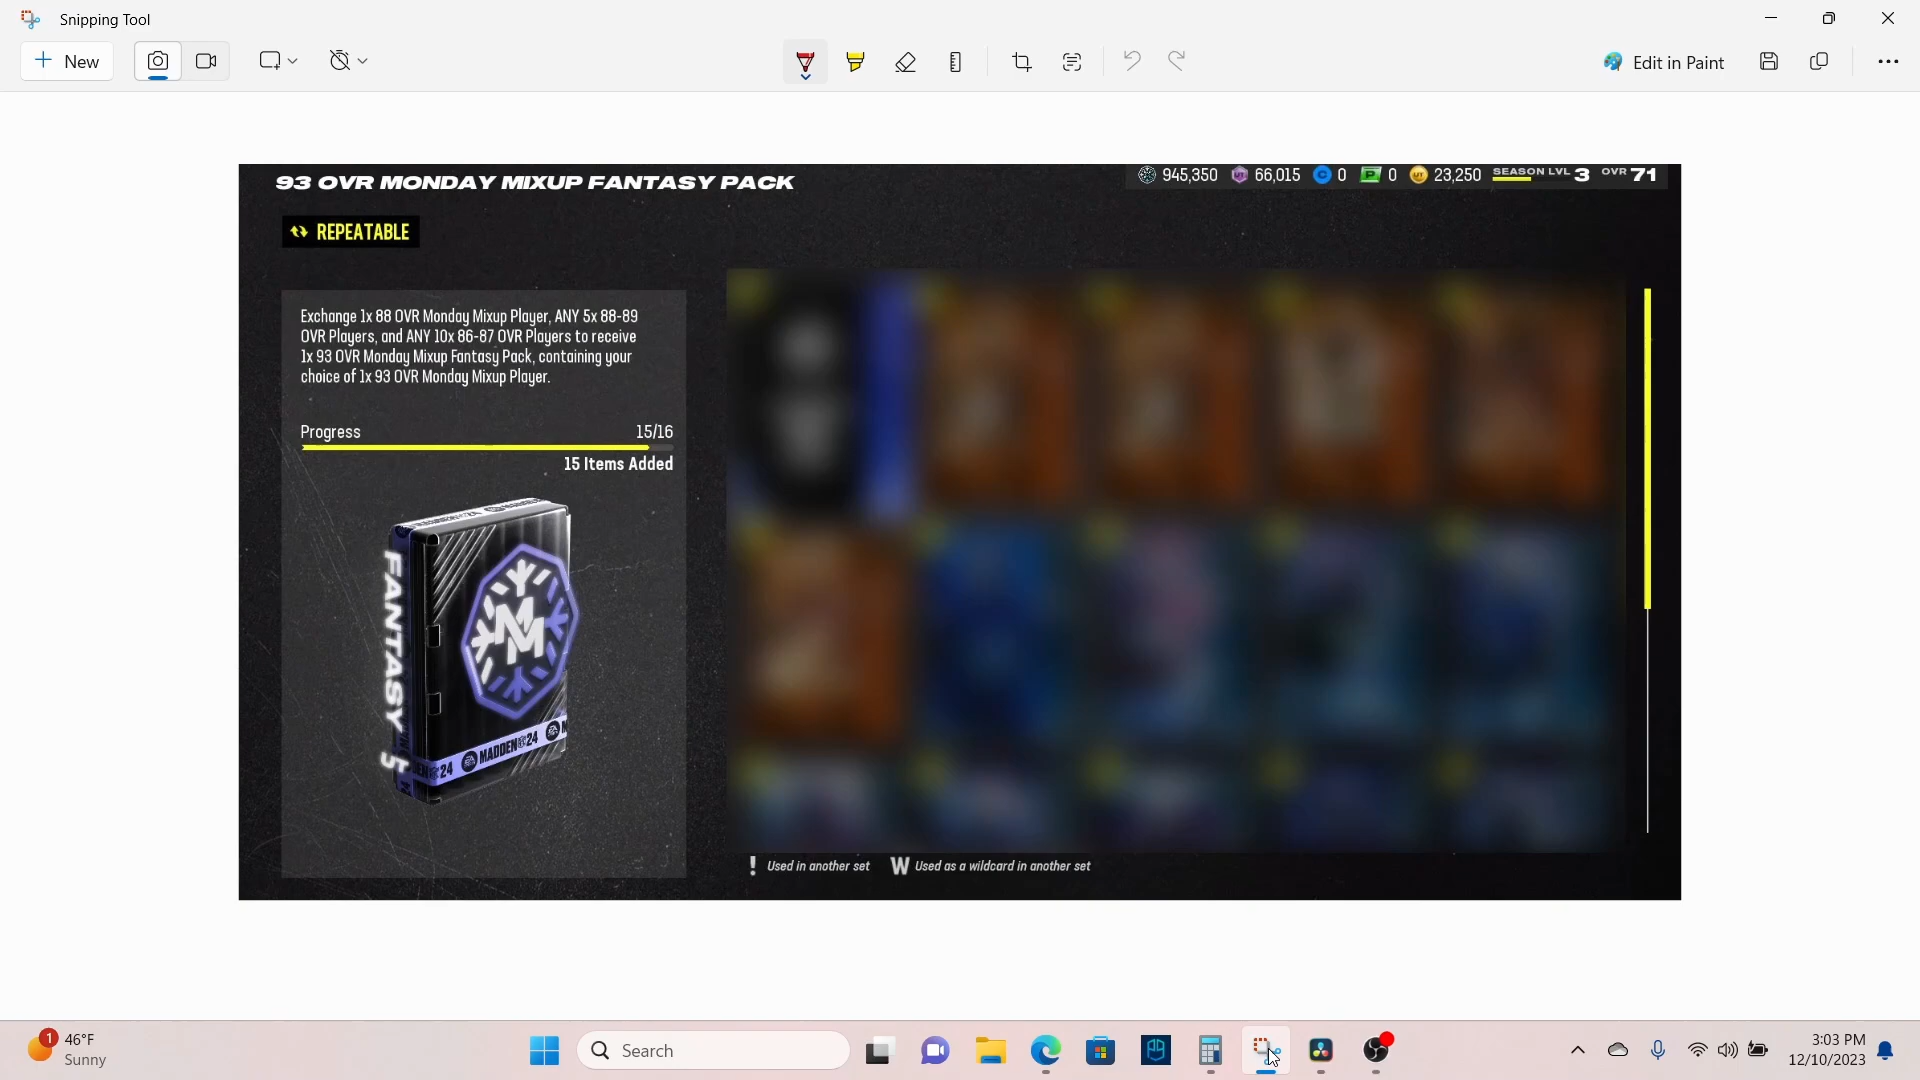 Snipping Tool
New
Edit in Paint
93 OVR MONDAY MIXUP FANTASY PACK
945,350 UT 66,015 C 0 P 0 UT 23,250 SEASON LVL 3 OVR 71
REPEATABLE
Exchange 1x 88 OVR Monday Mixup Player, ANY 5x 88-89
OVR Players, and ANY 10x 86-87 OVR Players to receive
1x 93 OVR Monday Mixup Fantasy Pack, containing your
choice of 1x 93 OVR Monday Mixup Player.
Progress 15/16
15 Items Added
FANTASY
MM
MADDEN 24
! Used in another set W Used as a wildcard in another set
1
46°F
Sunny
Search
3:03 PM
12/10/2023